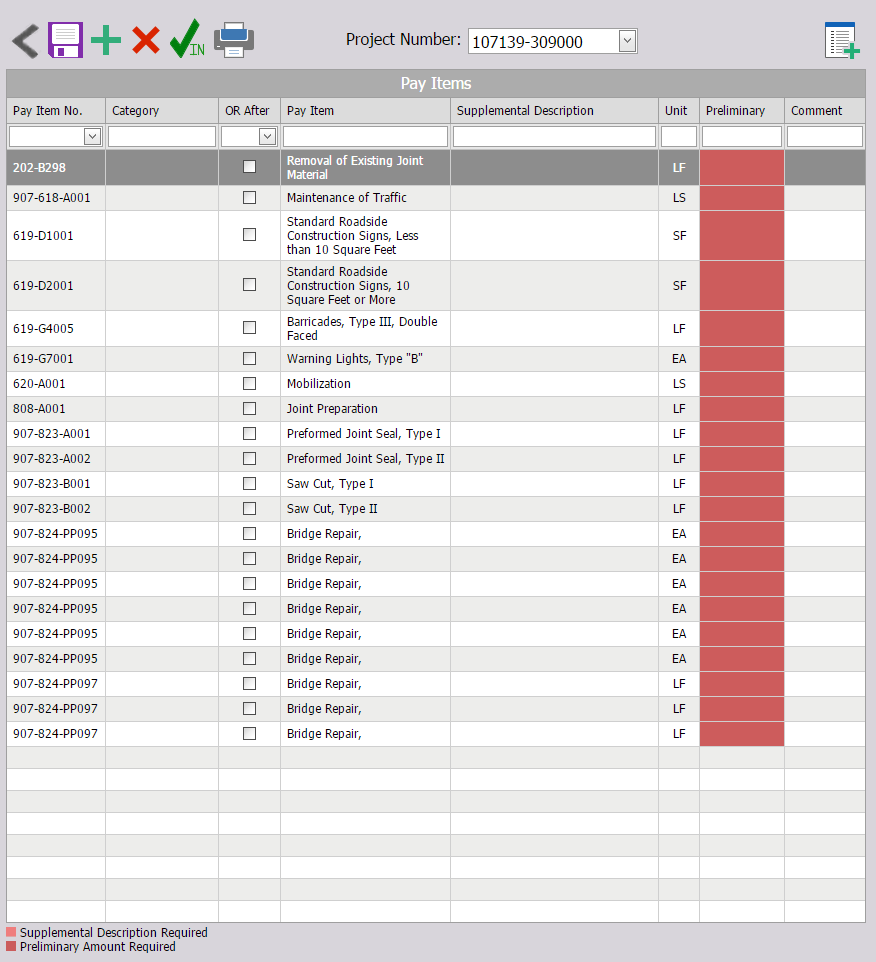 IN
Project Number: 107139-309000
Pay Items
Pay Item No. Category OR After Pay Item Supplemental Description Unit Preliminary Comment
202-B298 Removal of Existing Joint Material LF
907-618-A001 Maintenance of Traffic LS
619-D1001 Standard Roadside Construction Signs, Less than 10 Square Feet SF
619-D2001 Standard Roadside Construction Signs, 10 Square Feet or More SF
619-G4005 Barricades, Type III, Double Faced LF
619-G7001 Warning Lights, Type "B" EA
620-A001 Mobilization LS
808-A001 Joint Preparation LF
907-823-A001 Preformed Joint Seal, Type I LF
907-823-A002 Preformed Joint Seal, Type II LF
907-823-B001 Saw Cut, Type I LF
907-823-B002 Saw Cut, Type II LF
907-824-PP095 Bridge Repair, EA
907-824-PP095 Bridge Repair, EA
907-824-PP095 Bridge Repair, EA
907-824-PP095 Bridge Repair, EA
907-824-PP095 Bridge Repair, EA
907-824-PP095 Bridge Repair, EA
907-824-PP097 Bridge Repair, LF
907-824-PP097 Bridge Repair, LF
907-824-PP097 Bridge Repair, LF
Supplemental Description Required
Preliminary Amount Required